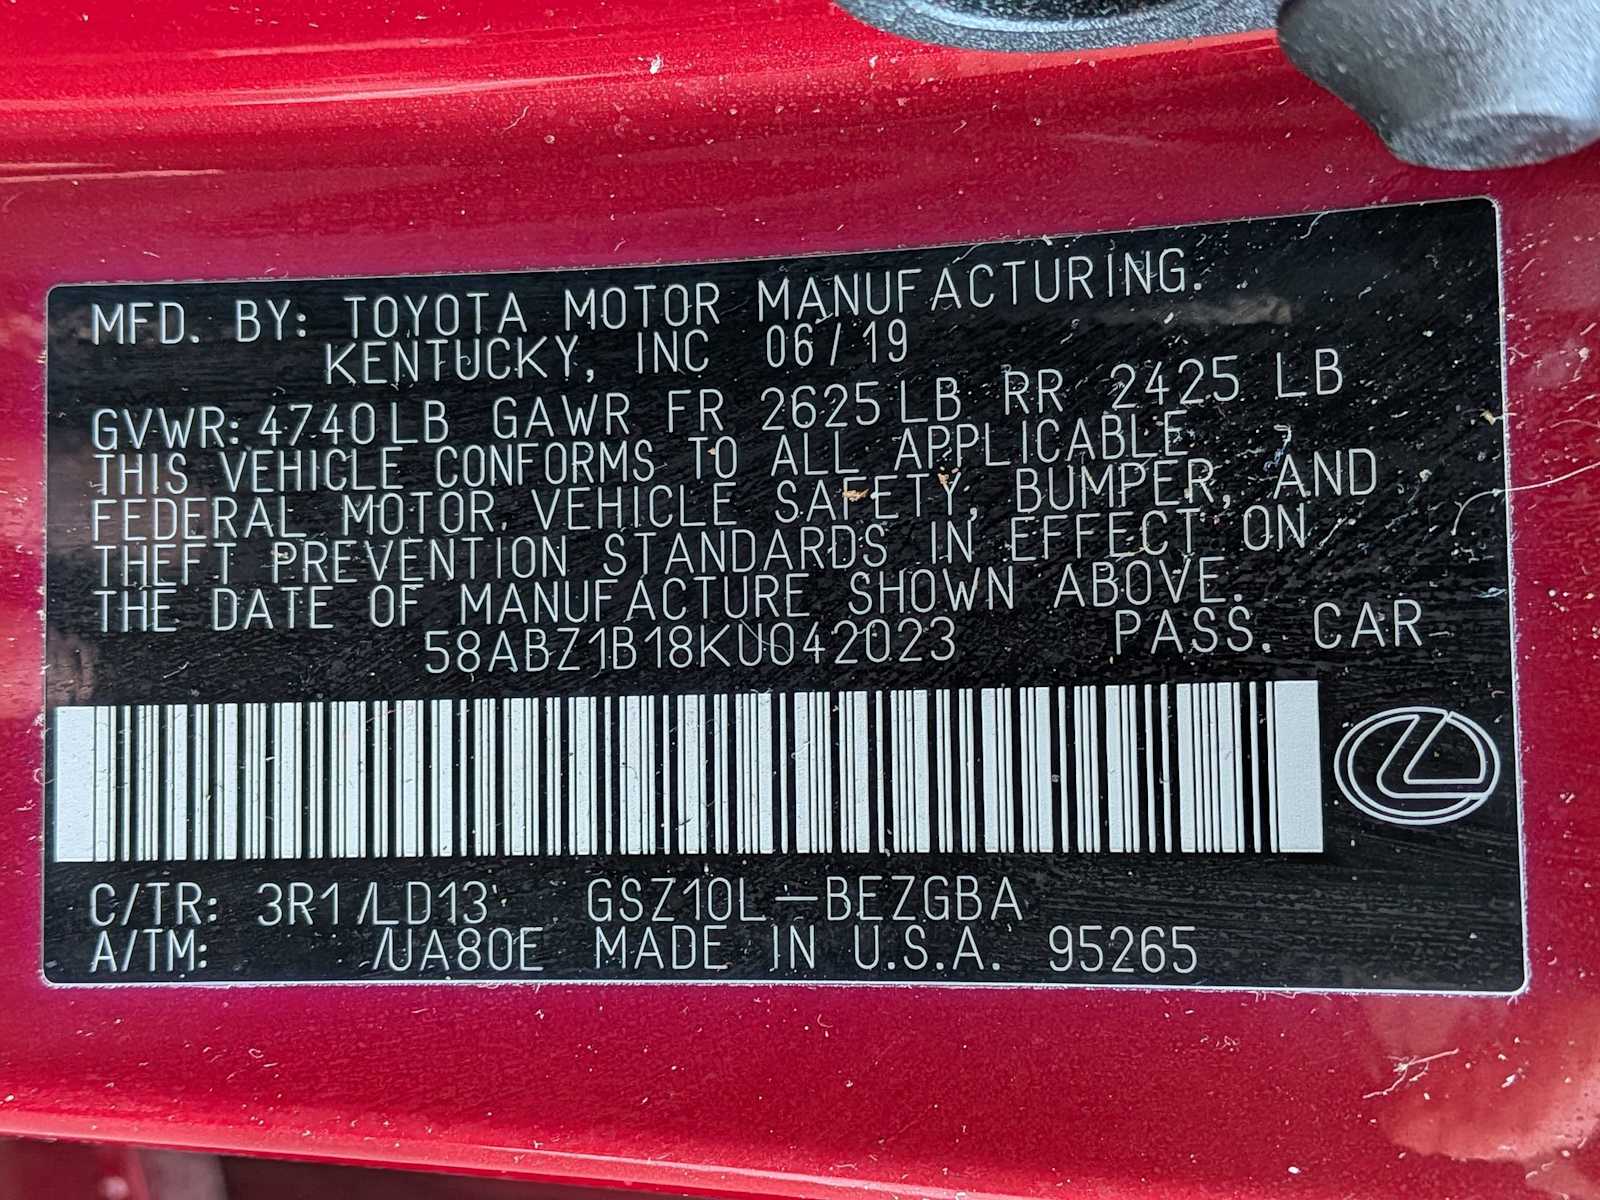 MFD. BY: TOYOTA MOTOR MANUFACTURING.
KENTUCKY, INC 06/19
GVWR: 4740LB GAWR FR 2625LB RR 2425 LB
THIS VEHICLE CONFORMS TO ALL APPLICABLE
FEDERAL MOTOR VEHICLE SAFETY, BUMPER, AND
THEFT PREVENTION STANDARDS IN EFFECT ON
THE DATE OF MANUFACTURE SHOWN ABOVE.
58ABZ1B18KU042023 PASS. CAR
C/TR: 3R1/LD13 GSZ10L-BEZGBA
A/TM: /UA80E MADE IN U.S.A. 95265